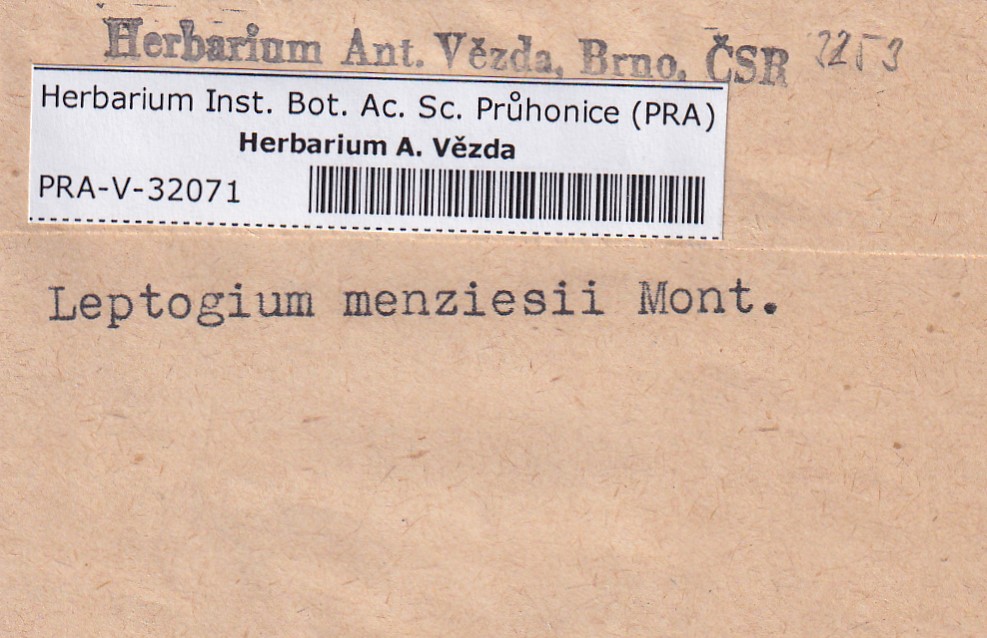 Herbarium Ant. Vězda, Brno, ČSR
Herbarium Inst. Bot. Ac. Sc. Průhonice (PRA)
Herbarium A. Vězda
PRA-V-32071
Leptogium menziesii Mont.